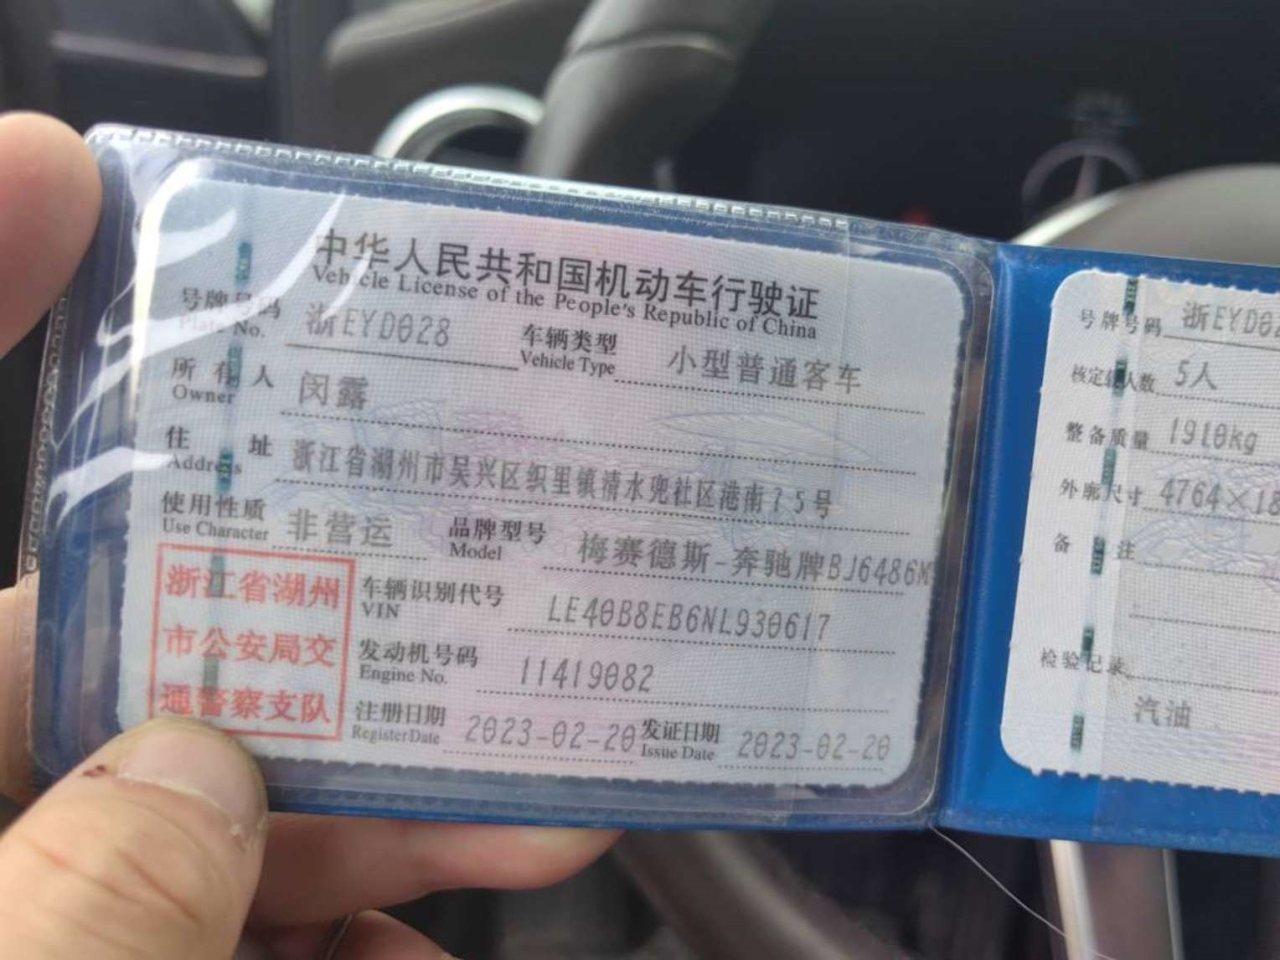 中华人民共和国机动车行驶证
Vehicle License of the People's Republic of China
号牌号码 浙EYD028 车辆类型 小型普通客车
Plate No. Vehicle Type
所有人 闵露
Owner
住址 浙江省湖州市吴兴区织里镇清水兜社区港南75号
Address
使用性质 非营运 品牌型号 梅赛德斯-奔驰牌BJ6486
Use Character Model
浙江省湖州
市公安局交
通警察支队
车辆识别代号 LE40B8EB6NL930617
VIN
发动机号码 11419082
Engine No.
注册日期 2023-02-20 发证日期 2023-02-20
Register Date Issue Date
号牌号码 浙EYD02
核定载人数 5人
整备质量 1910kg
外廓尺寸 4764×18
备注
检验记录
汽油